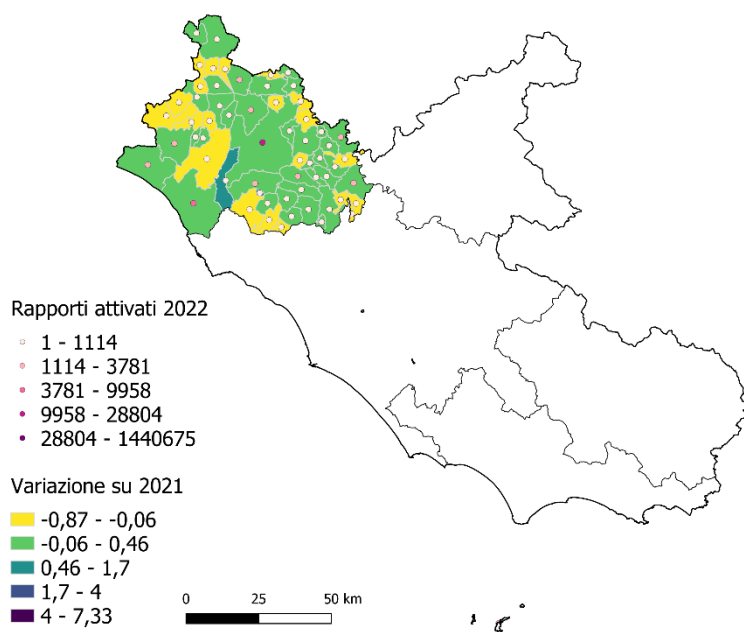 Rapporti attivati 2022
1 - 1114
1114 - 3781
3781 - 9958
9958 - 28804
28804 - 1440675
Variazione su 2021
-0,87 - -0,06
-0,06 - 0,46
0,46 - 1,7
1,7 - 4
4 - 7,33
0 25 50 km